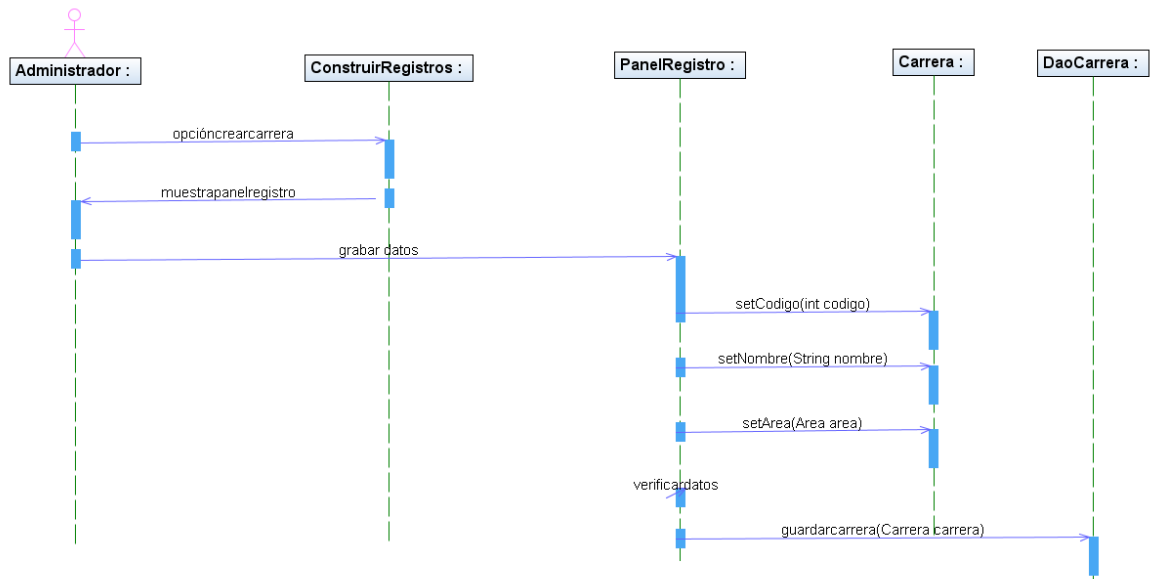 Administrador :
ConstruirRegistros :
PanelRegistro :
Carrera :
DaoCarrera :
opcióncrearcarrera
muestrapanelregistro
grabar datos
setCodigo(int codigo)
setNombre(String nombre)
setArea(Area area)
verificardatos
guardarcarrera(Carrera carrera)